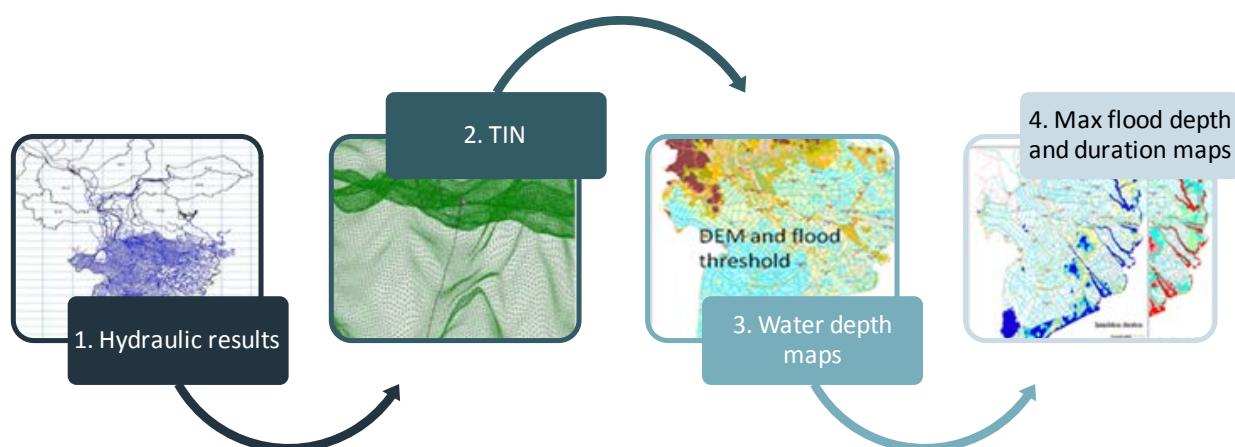 1. Hydraulic results
2. TIN
DEM and flood
threshold
3. Water depth
maps
4. Max flood depth
and duration maps